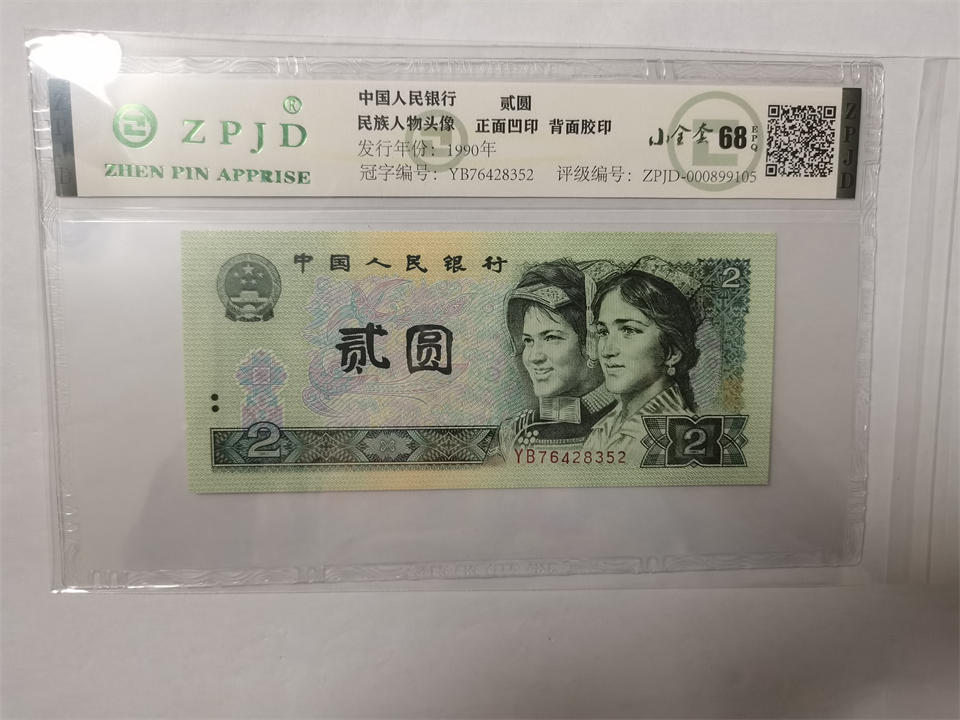 ZPJD®
ZHEN PIN APPRISE
中国人民银行 贰圆
民族人物头像 正面凹印 背面胶印
发行年份：1990年
冠字编号：YB76428352 评级编号：ZPJD-000899105
小全套 68 EPQ
ZPJD
中国人民银行
2
贰圆
2
YB76428352
2